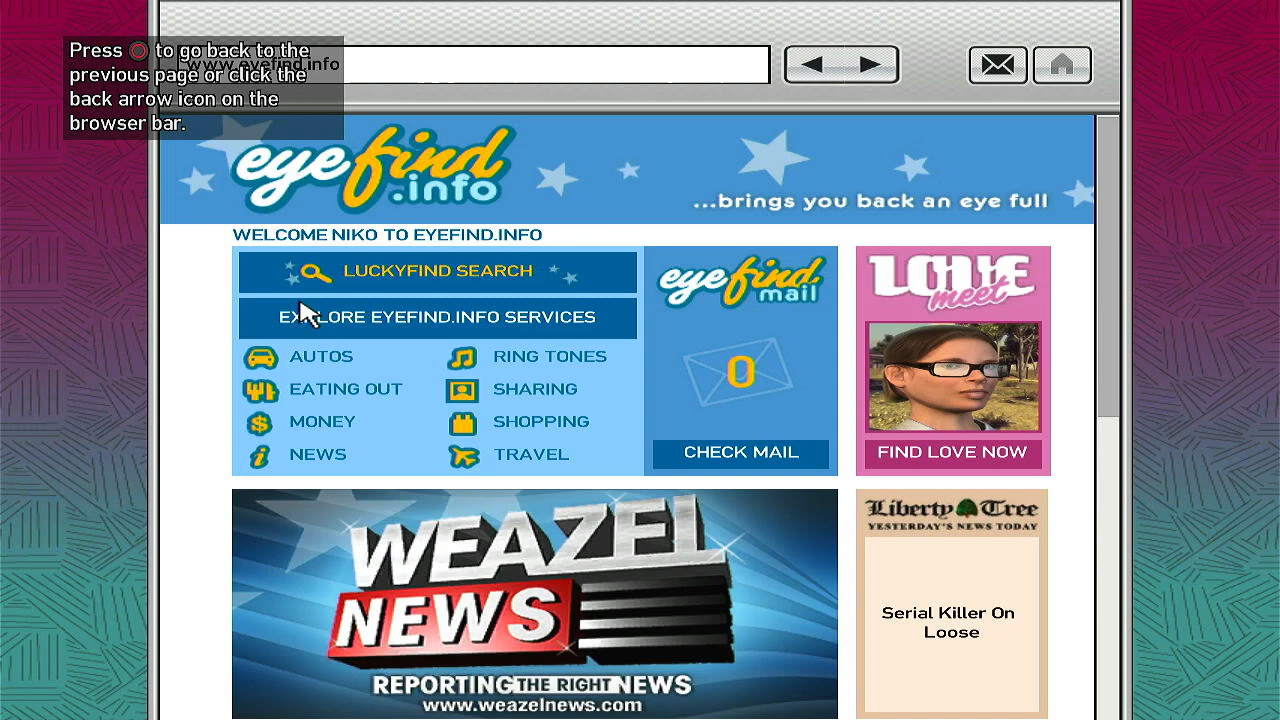 Press to go back to the
previous page or click the
back arrow icon on the
browser bar.
www.eyefind.info
eyefind
.info
...brings you back an eye full
WELCOME NIKO TO EYEFIND.INFO
LUCKYFIND SEARCH
EXPLORE EYEFIND.INFO SERVICES
AUTOS
RING TONES
EATING OUT
SHARING
MONEY
SHOPPING
NEWS
TRAVEL
eyefind
mail
0
CHECK MAIL
LOVE
meet
FIND LOVE NOW
WEAZEL
NEWS
REPORTING THE RIGHT NEWS
www.weazelnews.com
Liberty Tree
YESTERDAY'S NEWS TODAY
Serial Killer On
Loose